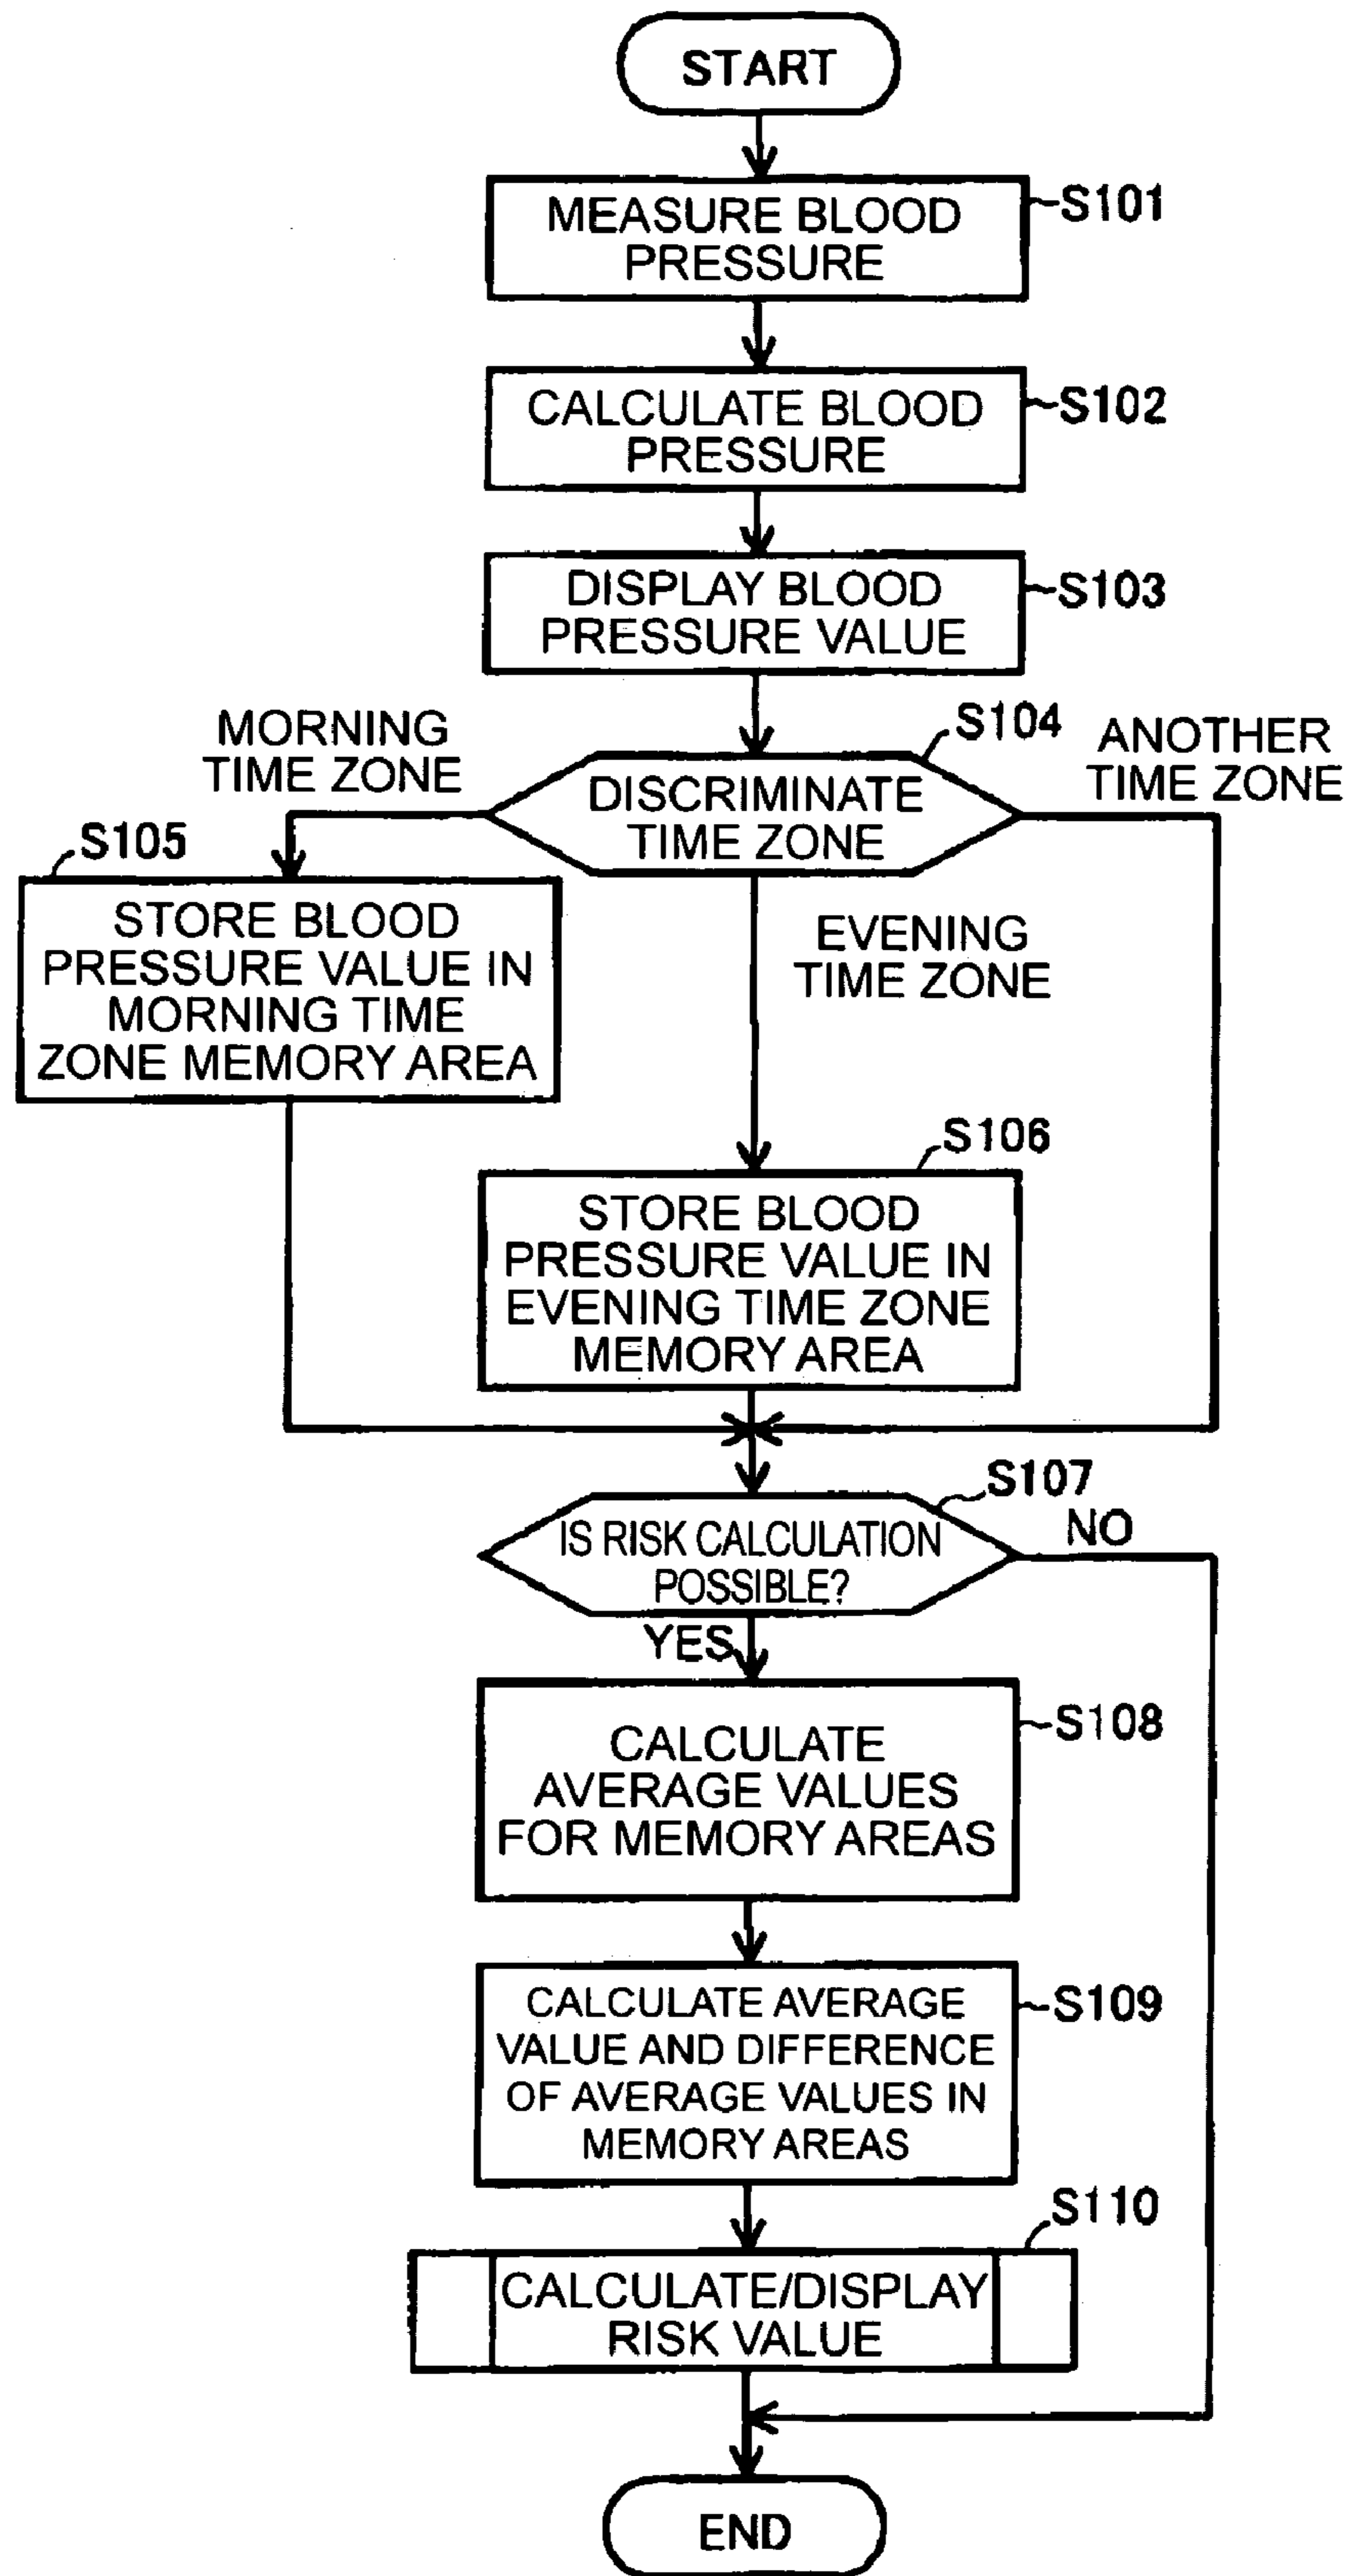 START
MEASURE BLOOD
PRESSURE
S101
CALCULATE BLOOD
PRESSURE
S102
DISPLAY BLOOD
PRESSURE VALUE
S103
S104
DISCRIMINATE
TIME ZONE
MORNING
TIME ZONE
ANOTHER
TIME ZONE
EVENING
TIME ZONE
S105
STORE BLOOD
PRESSURE VALUE IN
MORNING TIME
ZONE MEMORY AREA
S106
STORE BLOOD
PRESSURE VALUE IN
EVENING TIME ZONE
MEMORY AREA
S107
IS RISK CALCULATION
POSSIBLE?
NO
YES
CALCULATE
AVERAGE VALUES
FOR MEMORY AREAS
S108
CALCULATE AVERAGE
VALUE AND DIFFERENCE
OF AVERAGE VALUES IN
MEMORY AREAS
S109
S110
CALCULATE/DISPLAY
RISK VALUE
END